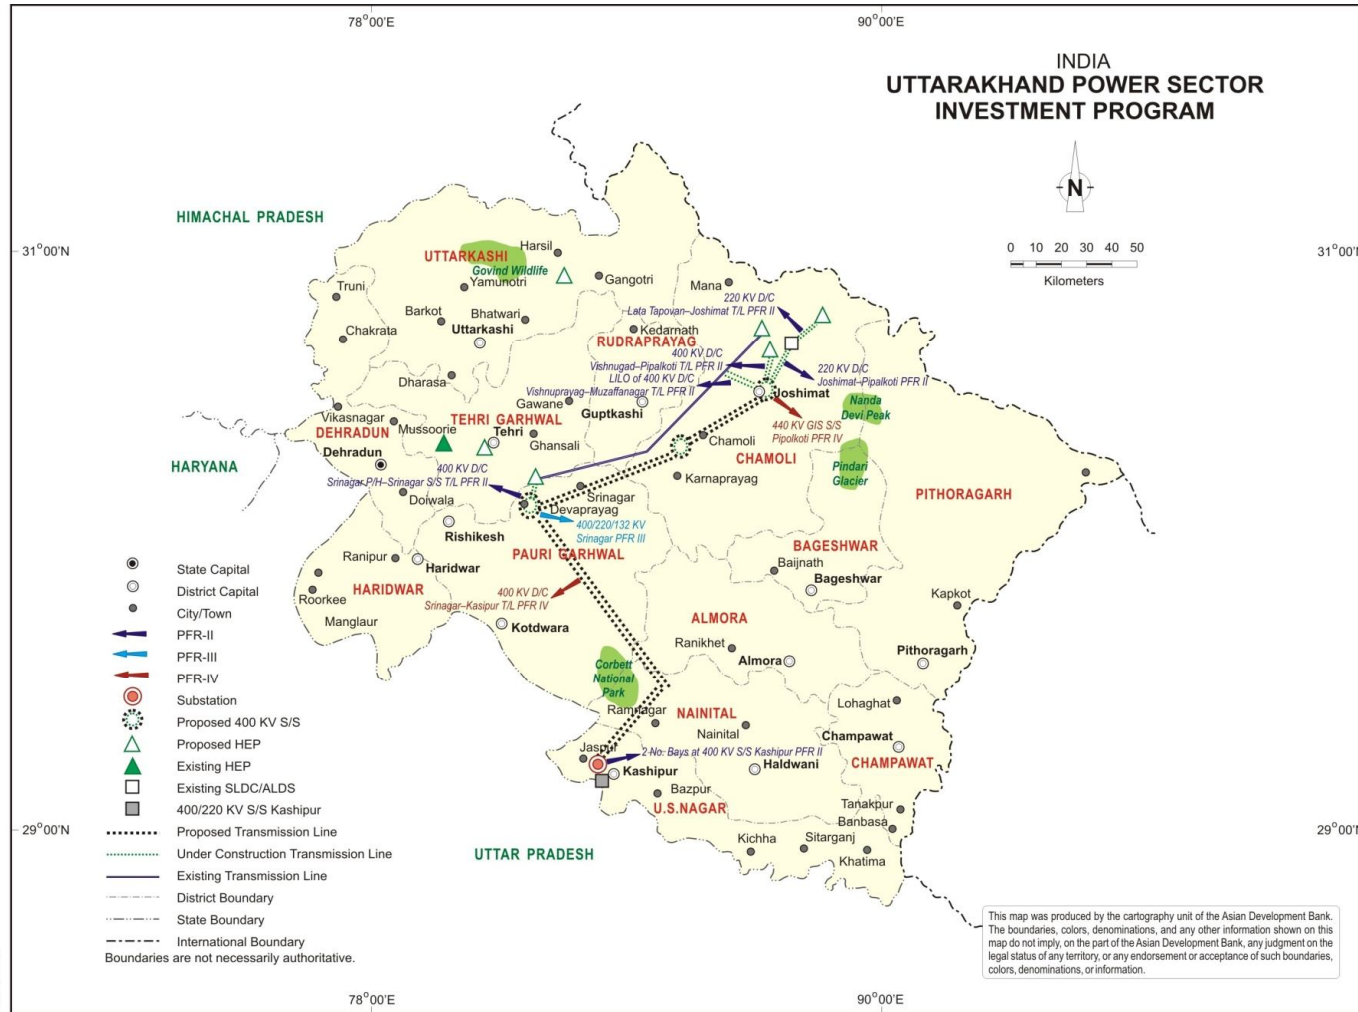 78°00'E
90°00'E
INDIA
UTTARAKHAND POWER SECTOR
INVESTMENT PROGRAM
N
HIMACHAL PRADESH
31°00'N
31°00'N
0 10 20 30 40 50
Kilometers
Harsil
UTTARKASHI
Govind Wildlife
Yamunotri
Gangotri
Mana
Truni
220 KV D/C
Lata Tapovan–Joshimat T/L PFR II
Barkot
Bhatwari
Chakrata
Uttarkashi
Kedarnath
RUDRAPRAYAG
400 KV D/C
Vishnugad–Pipalkoti T/L PFR II
220 KV D/C
Joshimat–Pipalkoti PFR II
LILO of 400 KV D/C
Vishnuprayag–Muzaffanagar T/L PFR II
Dharasa
Joshimat
Gawane
Guptkashi
Nanda
Devi Peak
Vikasnagar
TEHRI GARHWAL
Mussoorie
DEHRADUN
Tehri
Ghansali
440 KV GIS S/S
Pipolkoti PFR IV
Chamoli
Dehradun
CHAMOLI
HARYANA
400 KV D/C
Srinagar P/H–Srinagar S/S T/L PFR II
Pindari
Glacier
Karnaprayag
PITHORAGARH
Doiwala
Srinagar
Devaprayag
400/220/132 KV
Srinagar PFR III
Rishikesh
PAURI GARHWAL
BAGESHWAR
Ranipur
Haridwar
Baijnath
Bageshwar
HARIDWAR
Roorkee
400 KV D/C
Srinagar–Kasipur T/L PFR IV
Kapkot
Manglaur
Kotdwara
ALMORA
Ranikhet
Almora
Pithoragarh
Corbett
National
Park
Ramnagar
NAINITAL
Lohaghat
Nainital
Champawat
Jaspur
2 No. Bays at 400 KV S/S Kashipur PFR II
Kashipur
Haldwani
CHAMPAWAT
Bazpur
U.S.NAGAR
Tanakpur
Banbasa
29°00'N
29°00'N
Kichha
Sitarganj
Khatima
UTTAR PRADESH
State Capital
District Capital
City/Town
PFR-II
PFR-III
PFR-IV
Substation
Proposed 400 KV S/S
Proposed HEP
Existing HEP
Existing SLDC/ALDS
400/220 KV S/S Kashipur
Proposed Transmission Line
Under Construction Transmission Line
Existing Transmission Line
District Boundary
State Boundary
International Boundary
Boundaries are not necessarily authoritative.
This map was produced by the cartography unit of the Asian Development Bank.
The boundaries, colors, denominations, and any other information shown on this
map do not imply, on the part of the Asian Development Bank, any judgment on the
legal status of any territory, or any endorsement or acceptance of such boundaries,
colors, denominations, or information.
78°00'E
90°00'E